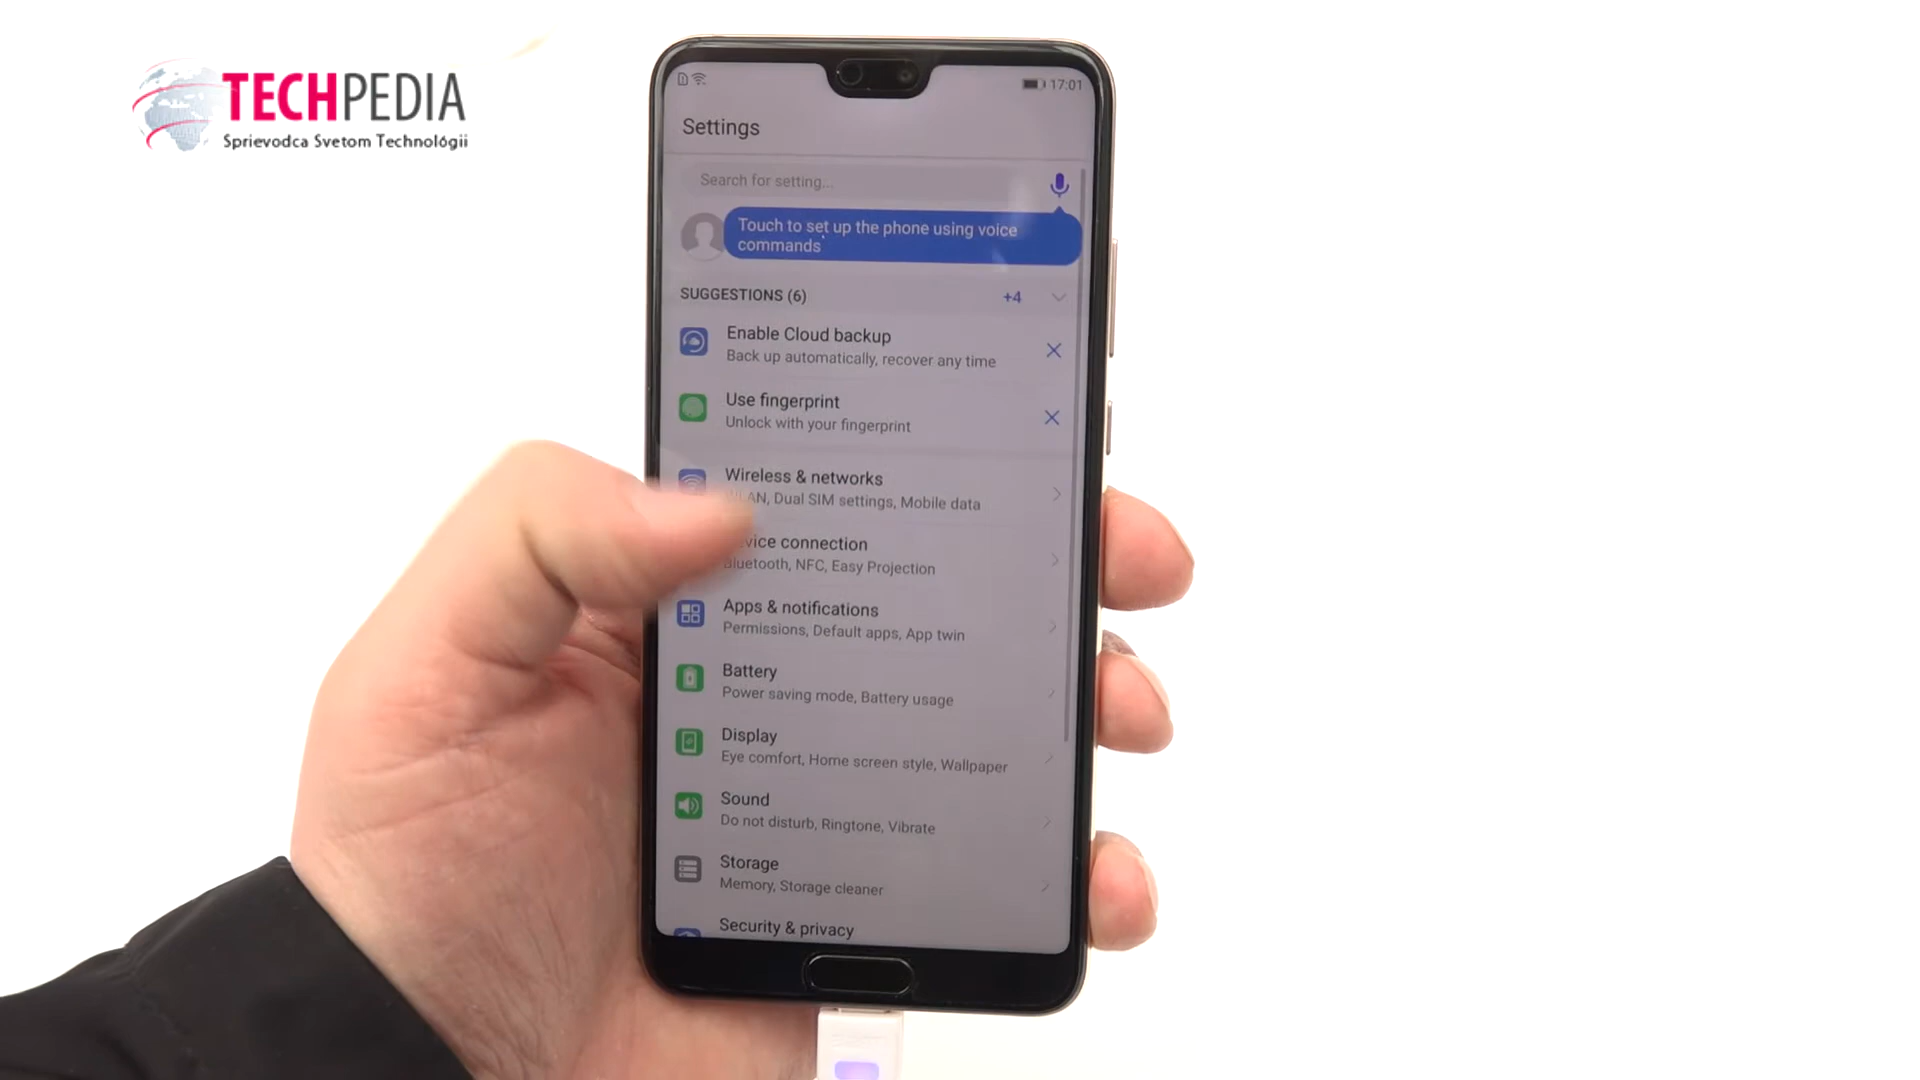 TECHPEDIA
Sprievodca Svetom Technológii
17:01
Settings
Search for setting...
Touch to set up the phone using voice
commands
SUGGESTIONS (6)
+4
Enable Cloud backup
Back up automatically, recover any time
Use fingerprint
Unlock with your fingerprint
Wireless & networks
Dual SIM settings, Mobile data
connection
Bluetooth, NFC, Easy Projection
Apps & notifications
Permissions, Default apps, App twin
Battery
Power saving mode, Battery usage
Display
Eye comfort, Home screen style, Wallpaper
Sound
Do not disturb, Ringtone, Vibrate
Storage
Memory, Storage cleaner
Security & privacy